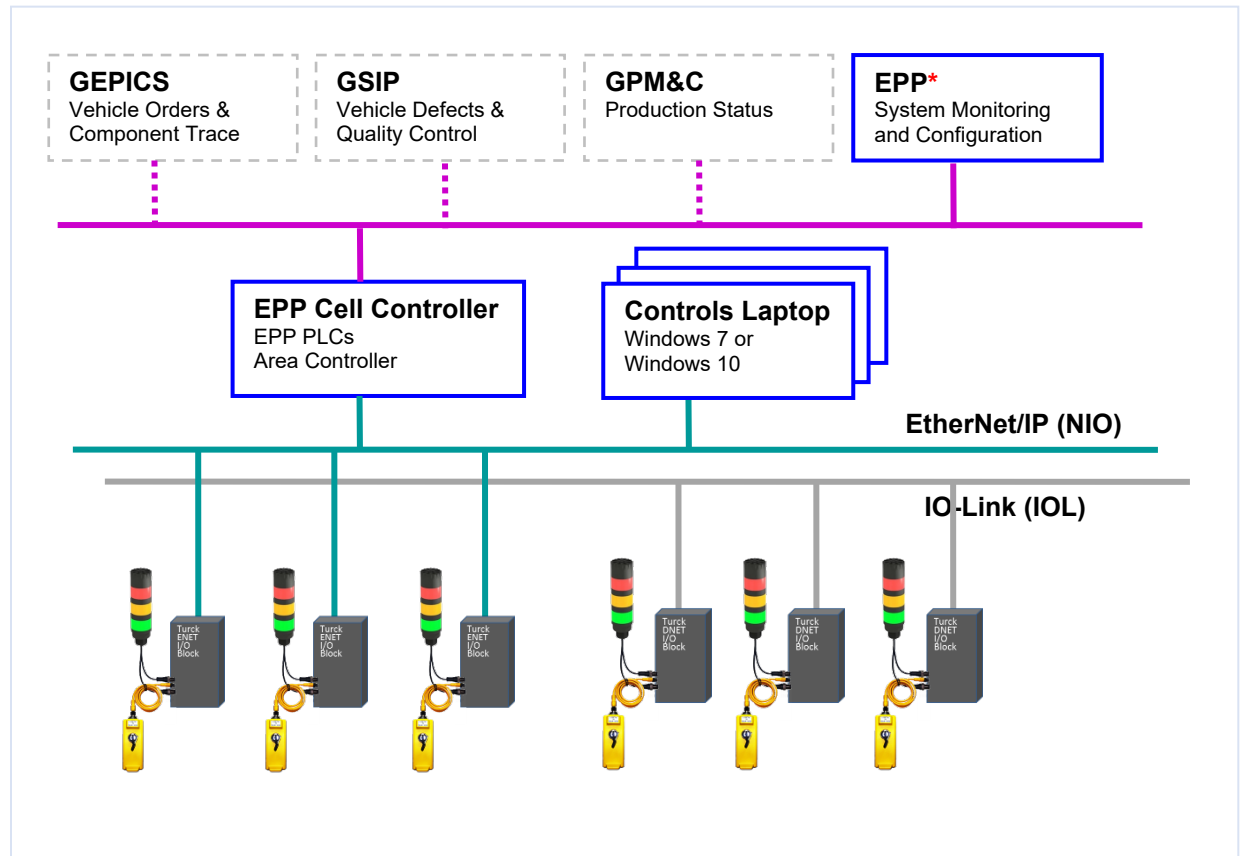 GEPICS
Vehicle Orders &
Component Trace
GSIP
Vehicle Defects &
Quality Control
GPM&C
Production Status
EPP*
System Monitoring
and Configuration
EPP Cell Controller
EPP PLCs
Area Controller
Controls Laptop
Windows 7 or
Windows 10
EtherNet/IP (NIO)
IO-Link (IOL)
Turck
ENET
I/O
Block
Turck
ENET
I/O
Block
Turck
ENET
I/O
Block
Turck
DNET
I/O
Block
Turck
DNET
I/O
Block
Turck
DNET
I/O
Block